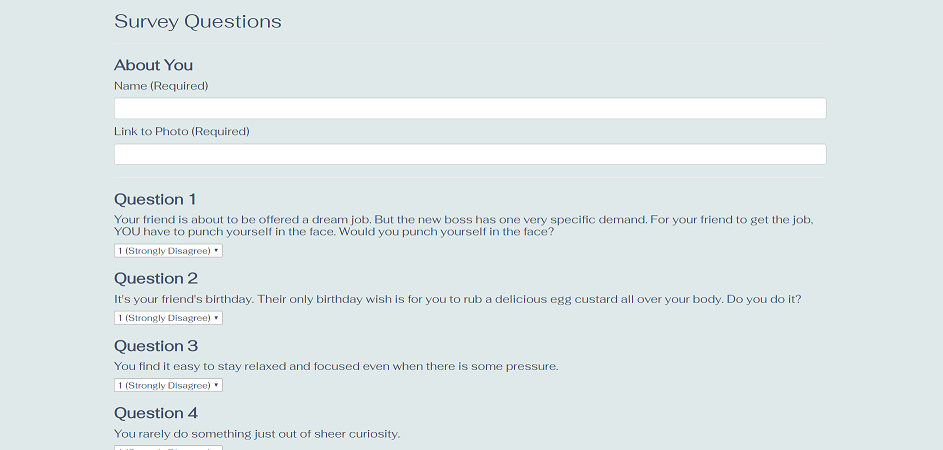 Survey Questions
About You
Name (Required)
Link to Photo (Required)
Question 1
Your friend is about to be offered a dream job. But the new boss has one very specific demand. For your friend to get the job,
YOU have to punch yourself in the face. Would you punch yourself in the face?
1 (Strongly Disagree)
Question 2
It's your friend's birthday. Their only birthday wish is for you to rub a delicious egg custard all over your body. Do you do it?
1 (Strongly Disagree)
Question 3
You find it easy to stay relaxed and focused even when there is some pressure.
1 (Strongly Disagree)
Question 4
You rarely do something just out of sheer curiosity.